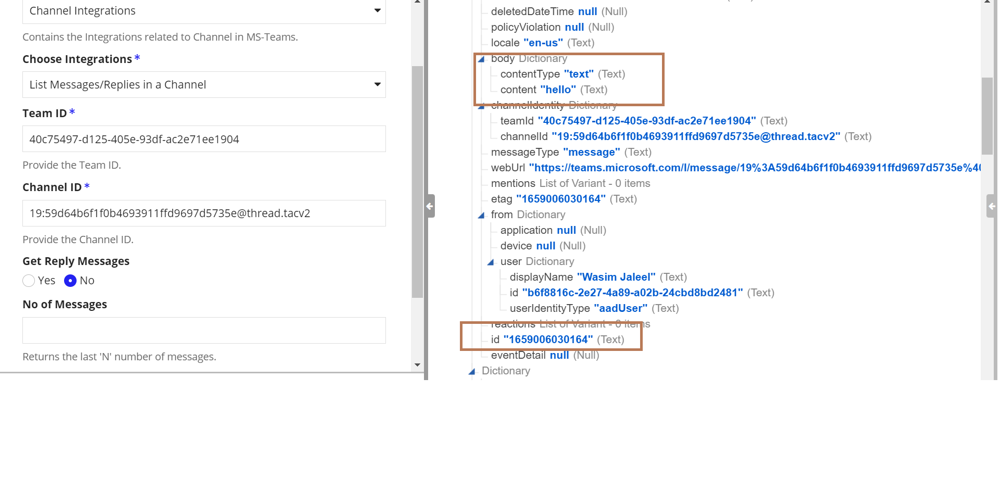 Channel Integrations
Contains the Integrations related to Channel in MS-Teams.
Choose Integrations *
List Messages/Replies in a Channel
Team ID *
40c75497-d125-405e-93df-ac2e71ee1904
Provide the Team ID.
Channel ID *
19:59d64b6f1f0b4693911ffd9697d5735e@thread.tacv2
Provide the Channel ID.
Get Reply Messages
Yes No
No of Messages
Returns the last 'N' number of messages.
deletedDateTime null (Null)
policyViolation null (Null)
locale "en-us" (Text)
body Dictionary
contentType "text" (Text)
content "hello" (Text)
channelIdentity Dictionary
teamId "40c75497-d125-405e-93df-ac2e71ee1904" (Text)
channelId "19:59d64b6f1f0b4693911ffd9697d5735e@thread.tacv2" (Text)
messageType "message" (Text)
webUrl "https://teams.microsoft.com/l/message/19%3A59d64b6f1f0b4693911ffd9697d5735e%40
mentions List of Variant - 0 items
etag "1659006030164" (Text)
from Dictionary
application null (Null)
device null (Null)
user Dictionary
displayName "Wasim Jaleel" (Text)
id "b6f8816c-2e27-4a89-a02b-24cbd8bd2481" (Text)
userIdentityType "aadUser" (Text)
reactions List of Variant - 0 items
id "1659006030164" (Text)
eventDetail null (Null)
Dictionary